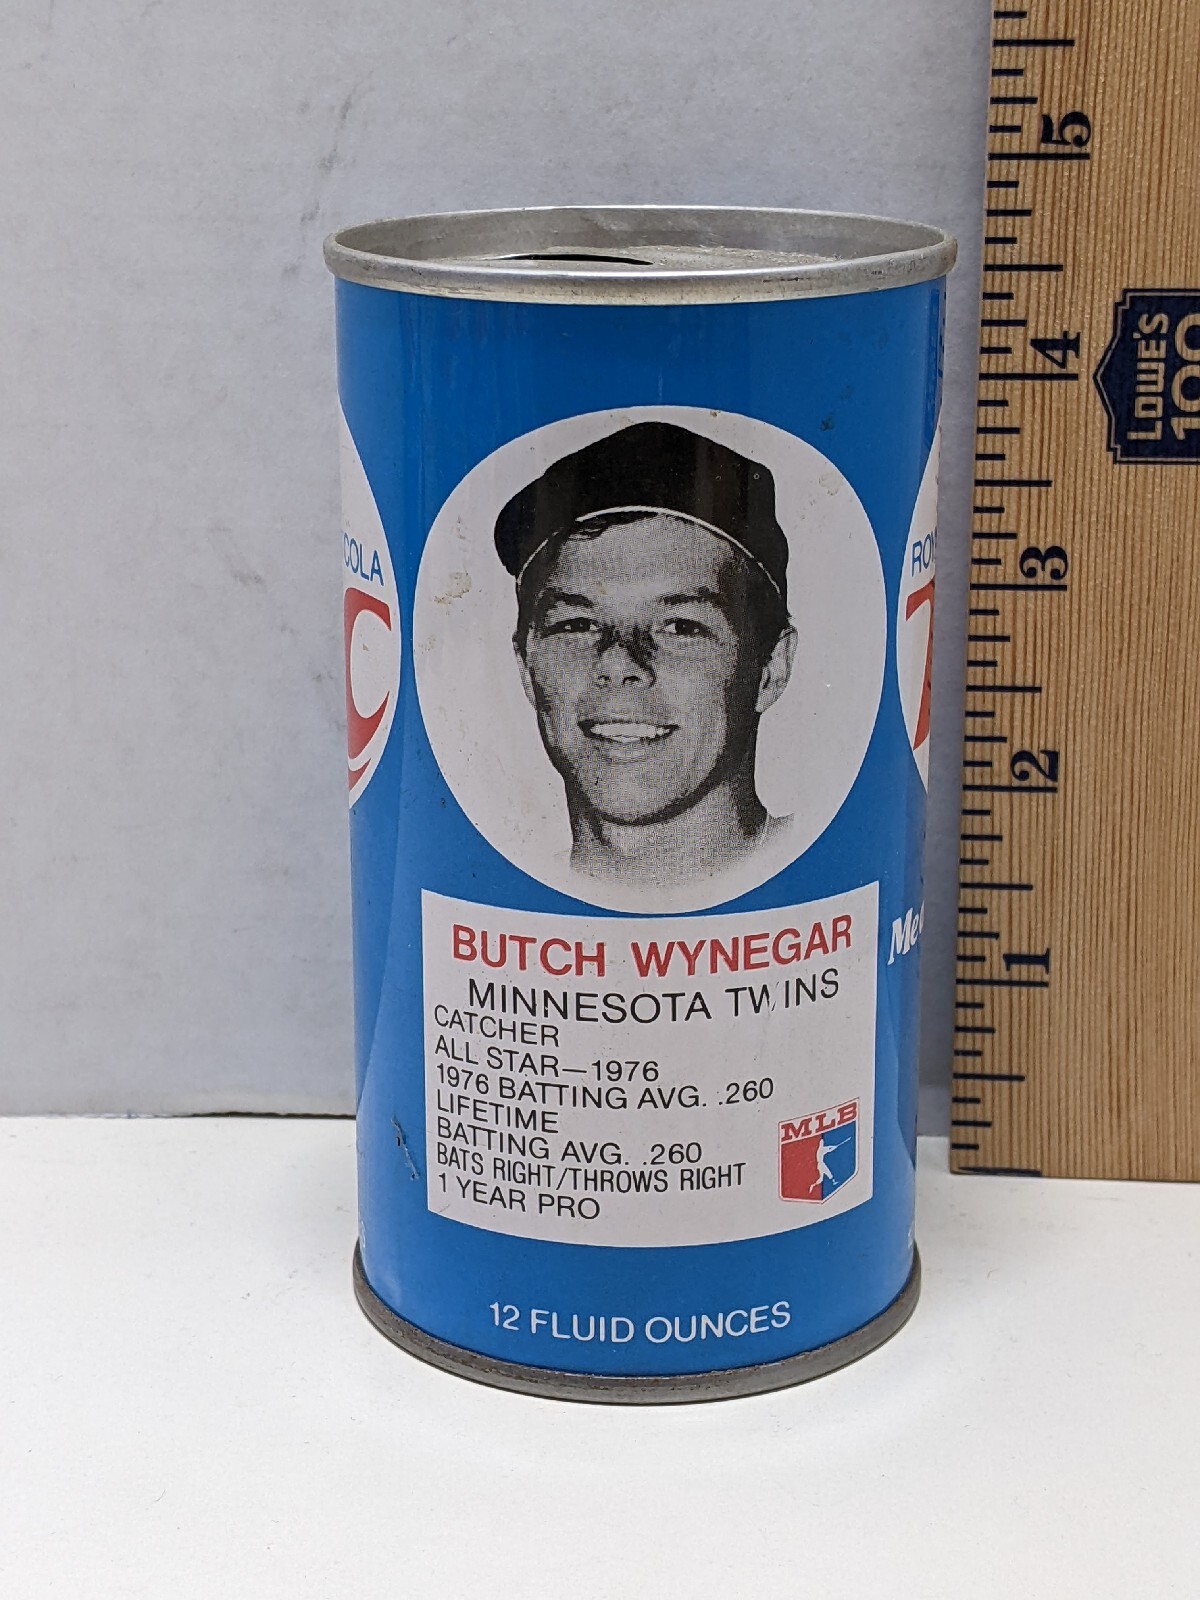 COLA
C
BUTCH WYNEGAR
MINNESOTA TWINS
CATCHER
ALL STAR—1976
1976 BATTING AVG. .260
LIFETIME
BATTING AVG. .260
BATS RIGHT/THROWS RIGHT
1 YEAR PRO
MLB
12 FLUID OUNCES
5
4
3
2
1
LOWE'S